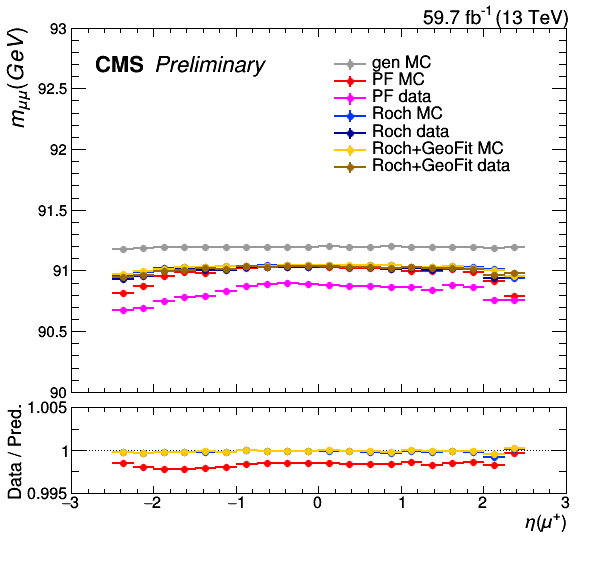 59.7 fb⁻¹ (13 TeV)
m_μμ (GeV)
CMS Preliminary
gen MC
PF MC
PF data
Roch MC
Roch data
Roch+GeoFit MC
Roch+GeoFit data
93
92.5
92
91.5
91
90.5
90
Data / Pred.
1.005
1
0.995
−3 −2 −1 0 1 2 3
η(μ⁺)